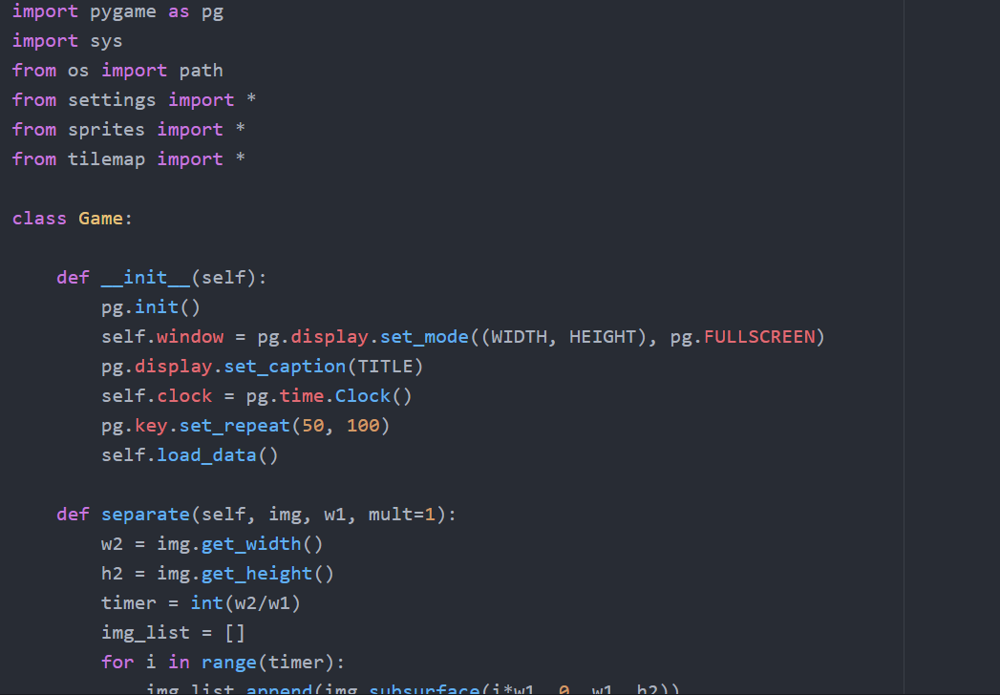 import pygame as pg
import sys
from os import path
from settings import *
from sprites import *
from tilemap import *

class Game:

    def __init__(self):
        pg.init()
        self.window = pg.display.set_mode((WIDTH, HEIGHT), pg.FULLSCREEN)
        pg.display.set_caption(TITLE)
        self.clock = pg.time.Clock()
        pg.key.set_repeat(50, 100)
        self.load_data()

    def separate(self, img, w1, mult=1):
        w2 = img.get_width()
        h2 = img.get_height()
        timer = int(w2/w1)
        img_list = []
        for i in range(timer):
            img_list.append(img.subsurface(i*w1, 0, w1, h2))